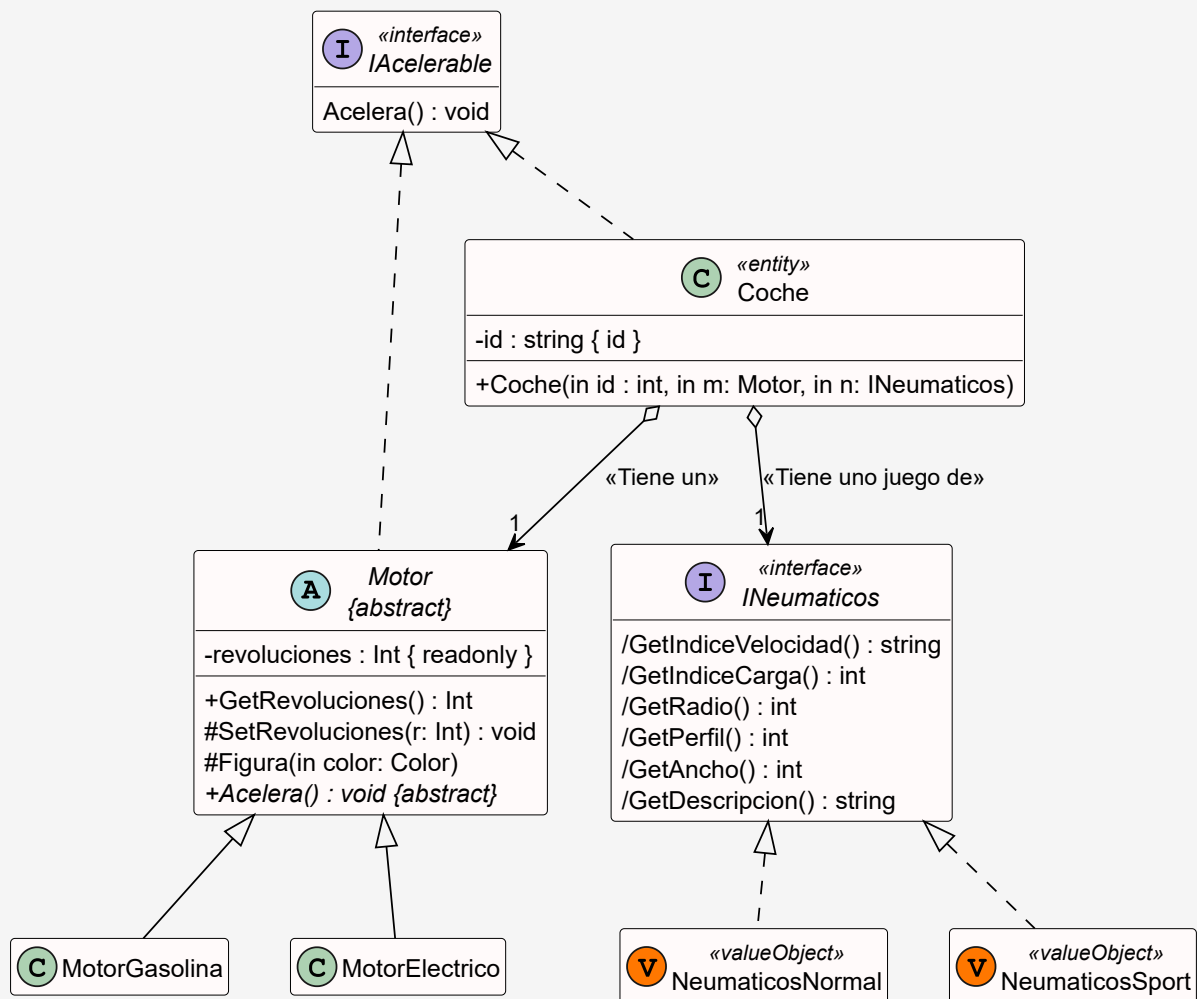 I
«interface»
IAcelerable
Acelera() : void
C
«entity»
Coche
-id : string { id }
+Coche(in id : int, in m: Motor, in n: INeumaticos)
«Tiene un»
«Tiene uno juego de»
1
1
A
Motor
{abstract}
-revoluciones : Int { readonly }
+GetRevoluciones() : Int
#SetRevoluciones(r: Int) : void
#Figura(in color: Color)
+Acelera() : void {abstract}
I
«interface»
INeumaticos
/GetIndiceVelocidad() : string
/GetIndiceCarga() : int
/GetRadio() : int
/GetPerfil() : int
/GetAncho() : int
/GetDescripcion() : string
C MotorGasolina
C MotorElectrico
V
«valueObject»
NeumaticosNormal
V
«valueObject»
NeumaticosSport